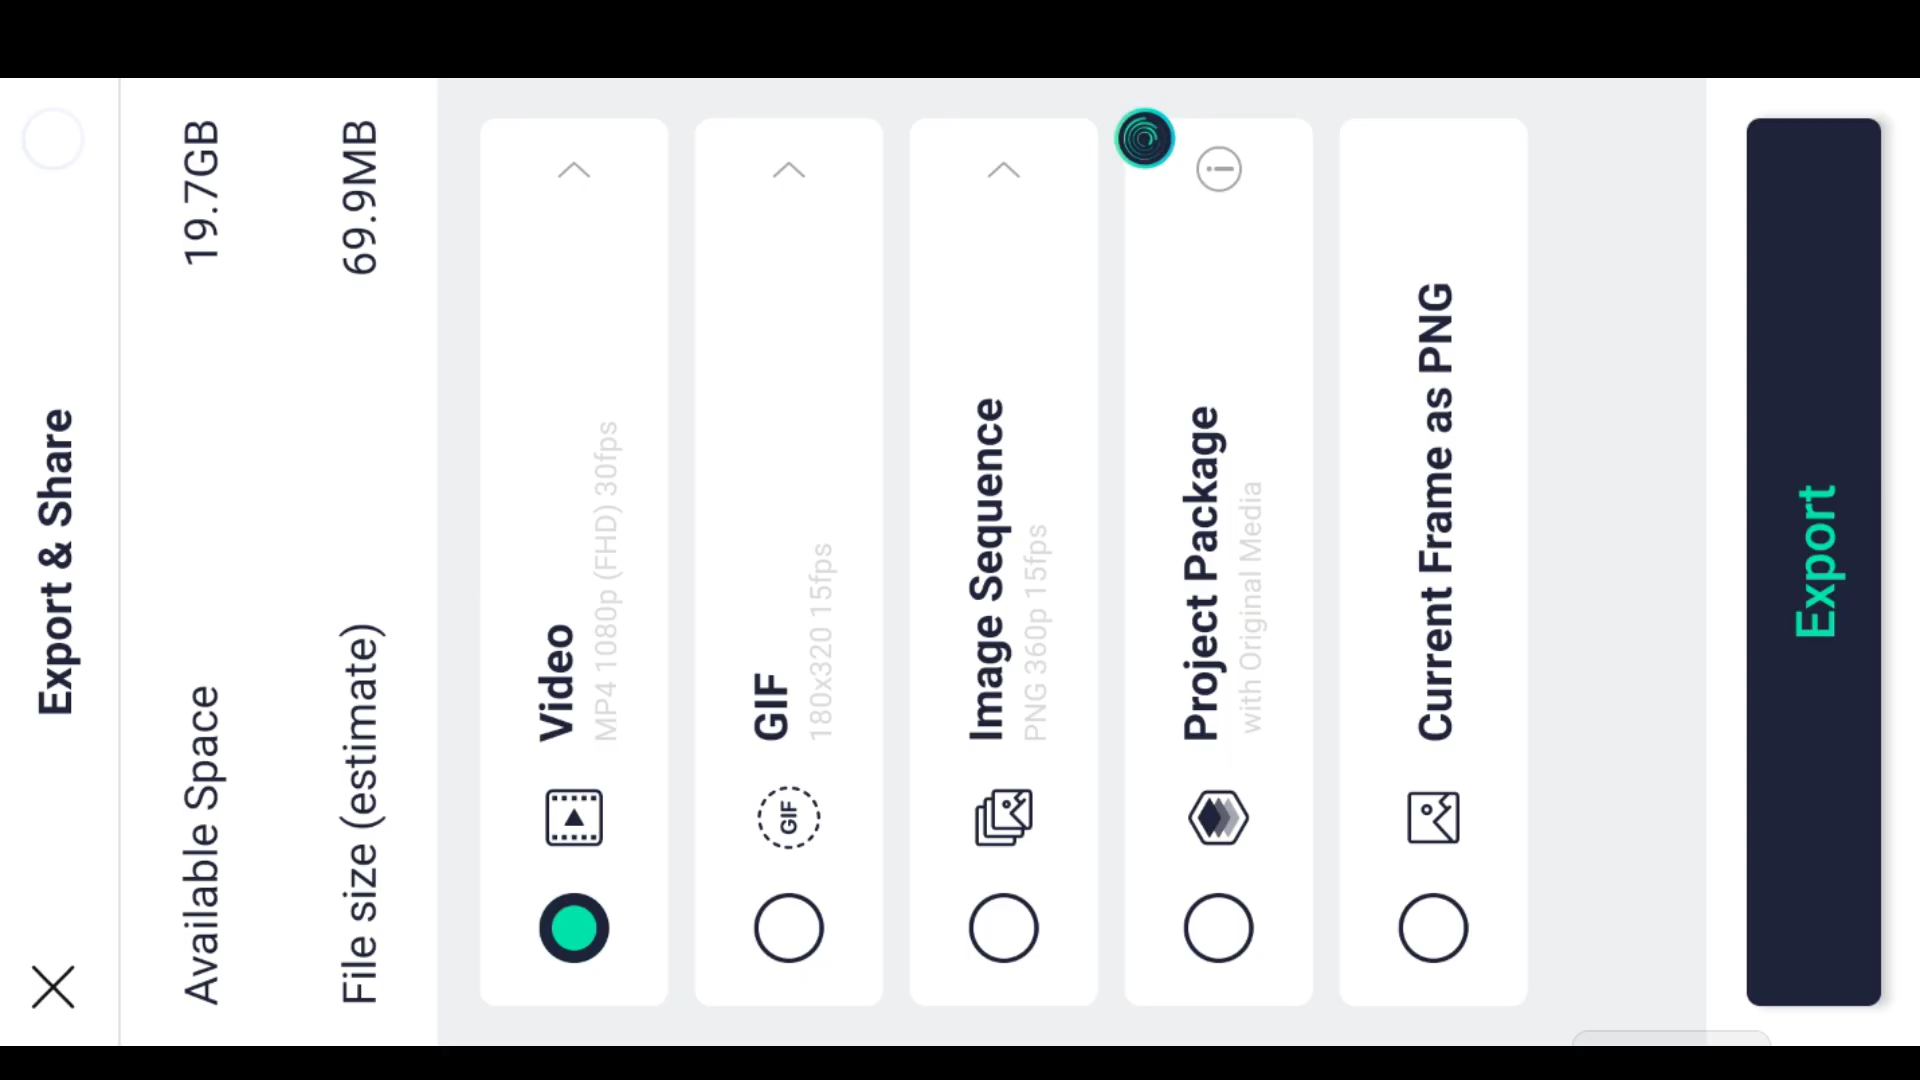 Export & Share
Available Space 19.7GB
File size (estimate) 69.9MB
Video
MP4 1080p (FHD) 30fps
GIF
GIF
180x320 15fps
Image Sequence
PNG 360p 15fps
Project Package
with Original Media
Current Frame as PNG
Export